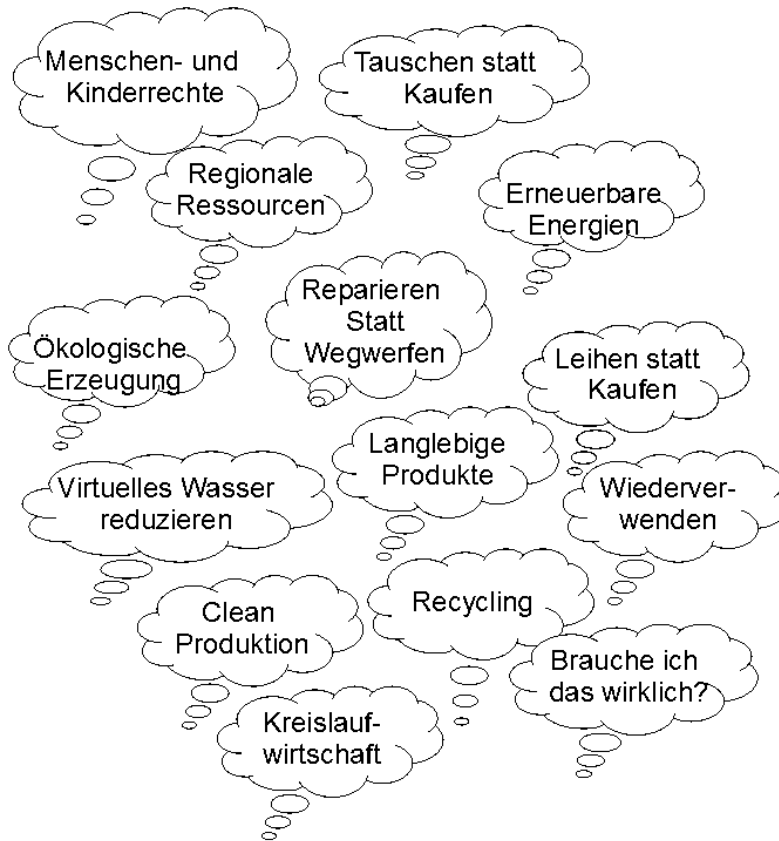 Menschen- und
Kinderrechte
Tauschen statt
Kaufen
Regionale
Ressourcen
Erneuerbare
Energien
Reparieren
Statt
Wegwerfen
Ökologische
Erzeugung
Leihen statt
Kaufen
Langlebige
Produkte
Virtuelles Wasser
reduzieren
Wiederver-
wenden
Clean
Produktion
Recycling
Brauche ich
das wirklich?
Kreislauf-
wirtschaft